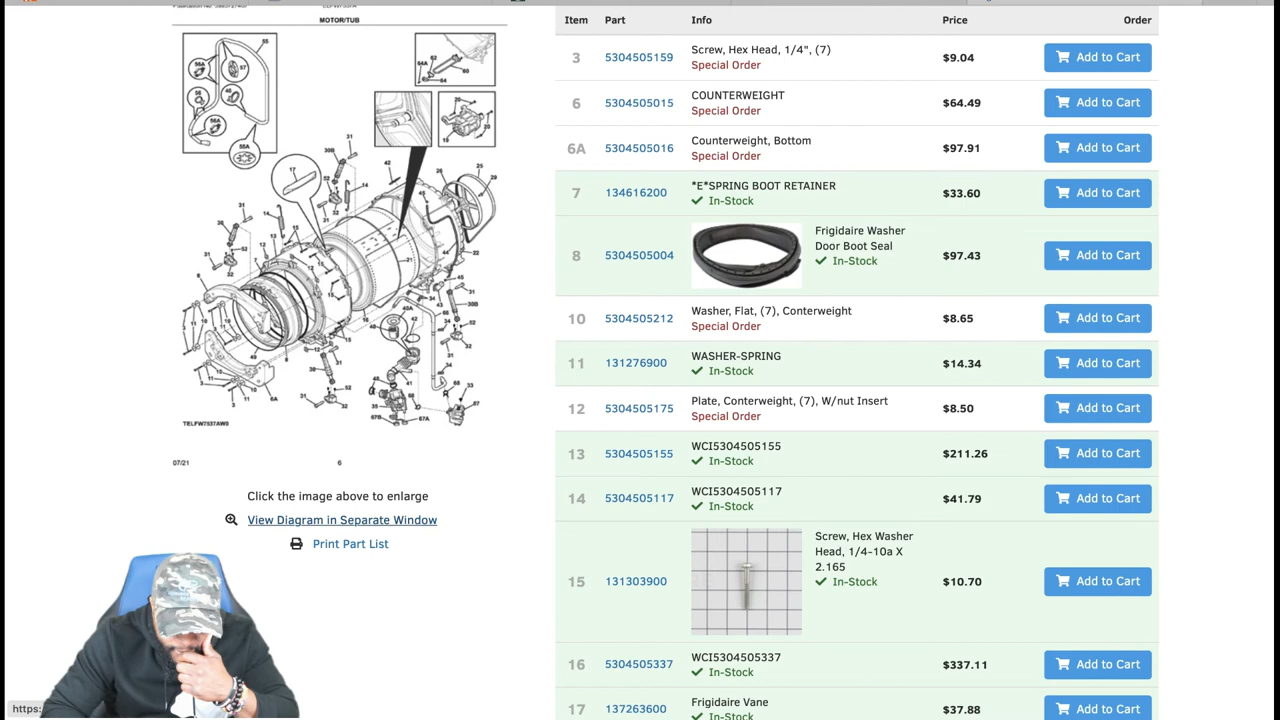 MOTOR/TUB
TELFW7537AW0
07/21
6
Click the image above to enlarge
View Diagram in Separate Window
Print Part List
https:
Item Part Info Price Order
3 5304505159 Screw, Hex Head, 1/4", (7) $9.04 Add to Cart
Special Order
6 5304505015 COUNTERWEIGHT $64.49 Add to Cart
Special Order
6A 5304505016 Counterweight, Bottom $97.91 Add to Cart
Special Order
7 134616200 *E*SPRING BOOT RETAINER $33.60 Add to Cart
In-Stock
8 5304505004 Frigidaire Washer $97.43 Add to Cart
Door Boot Seal
In-Stock
10 5304505212 Washer, Flat, (7), Conterweight $8.65 Add to Cart
Special Order
11 131276900 WASHER-SPRING $14.34 Add to Cart
In-Stock
12 5304505175 Plate, Conterweight, (7), W/nut Insert $8.50 Add to Cart
Special Order
13 5304505155 WCI5304505155 $211.26 Add to Cart
In-Stock
14 5304505117 WCI5304505117 $41.79 Add to Cart
In-Stock
15 131303900 Screw, Hex Washer $10.70 Add to Cart
Head, 1/4-10a X
2.165
In-Stock
16 5304505337 WCI5304505337 $337.11 Add to Cart
In-Stock
17 137263600 Frigidaire Vane $37.88 Add to Cart
In-Stock